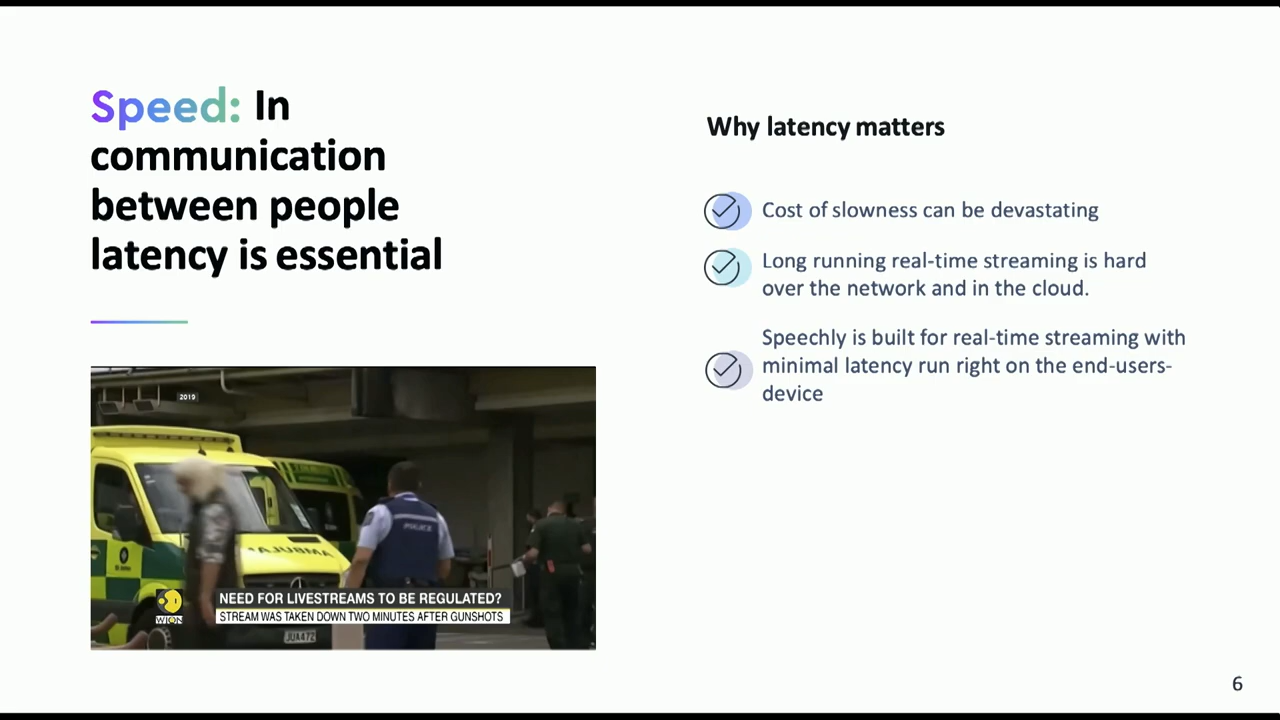 Speed: In
communication
between people
latency is essential
Why latency matters
Cost of slowness can be devastating
Long running real-time streaming is hard
over the network and in the cloud.
Speechly is built for real-time streaming with
minimal latency run right on the end-users-
device
2019
AMBULANCE
POLICE
NEED FOR LIVESTREAMS TO BE REGULATED?
STREAM WAS TAKEN DOWN TWO MINUTES AFTER GUNSHOTS
WION
JUA472
6